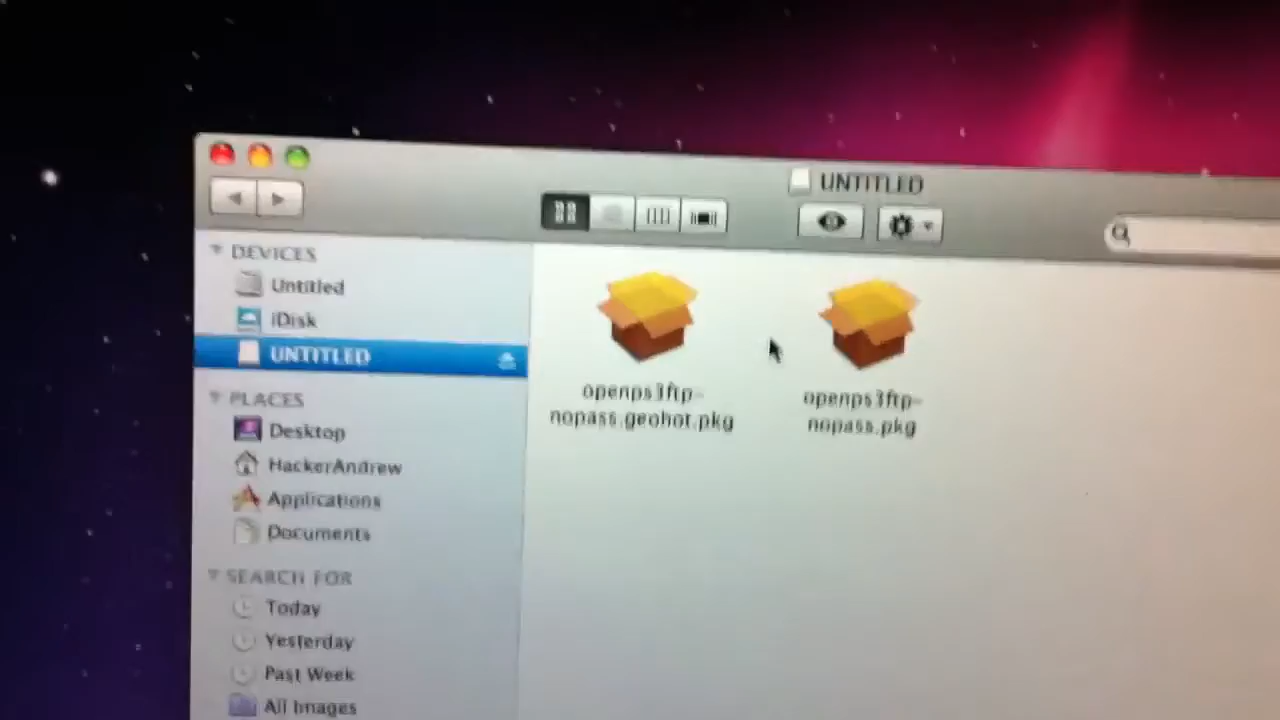 UNTITLED
DEVICES
Untitled
iDisk
UNTITLED
PLACES
Desktop
HackerAndrew
Applications
Documents
SEARCH FOR
Today
Yesterday
Past Week
All Images
openps3ftp-
nopass.geohot.pkg
openps3ftp-
nopass.pkg